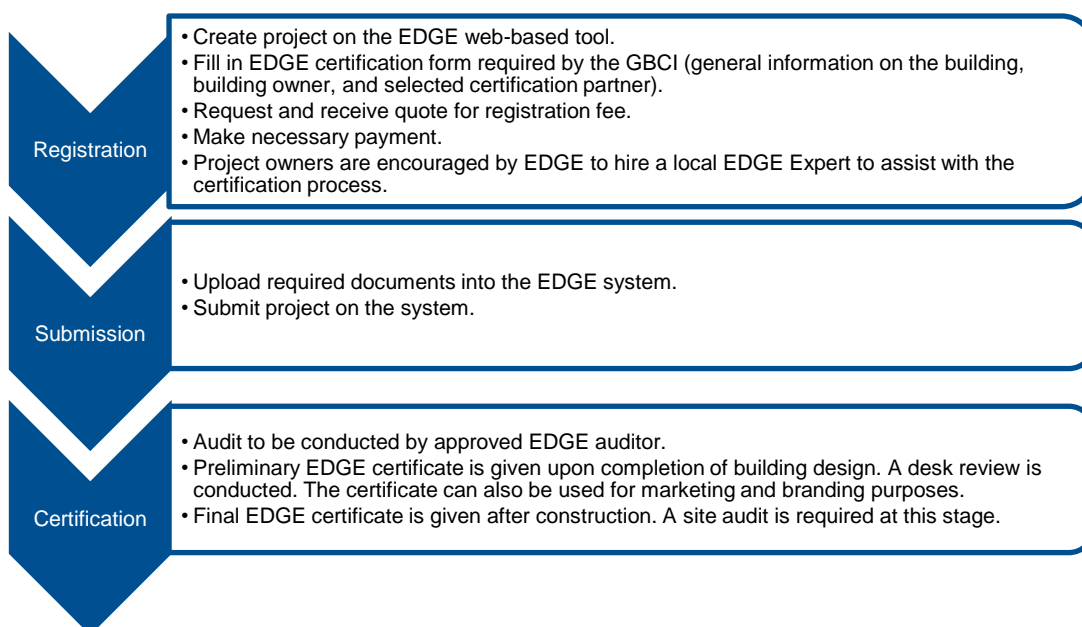 Registration
• Create project on the EDGE web-based tool.
• Fill in EDGE certification form required by the GBCI (general information on the building,
building owner, and selected certification partner).
• Request and receive quote for registration fee.
• Make necessary payment.
• Project owners are encouraged by EDGE to hire a local EDGE Expert to assist with the
certification process.
Submission
• Upload required documents into the EDGE system.
• Submit project on the system.
Certification
• Audit to be conducted by approved EDGE auditor.
• Preliminary EDGE certificate is given upon completion of building design. A desk review is
conducted. The certificate can also be used for marketing and branding purposes.
• Final EDGE certificate is given after construction. A site audit is required at this stage.